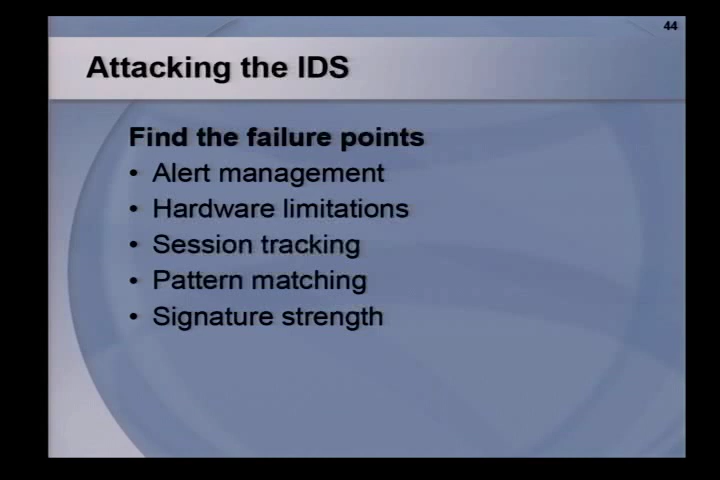 44
Attacking the IDS
Find the failure points
• Alert management
• Hardware limitations
• Session tracking
• Pattern matching
• Signature strength